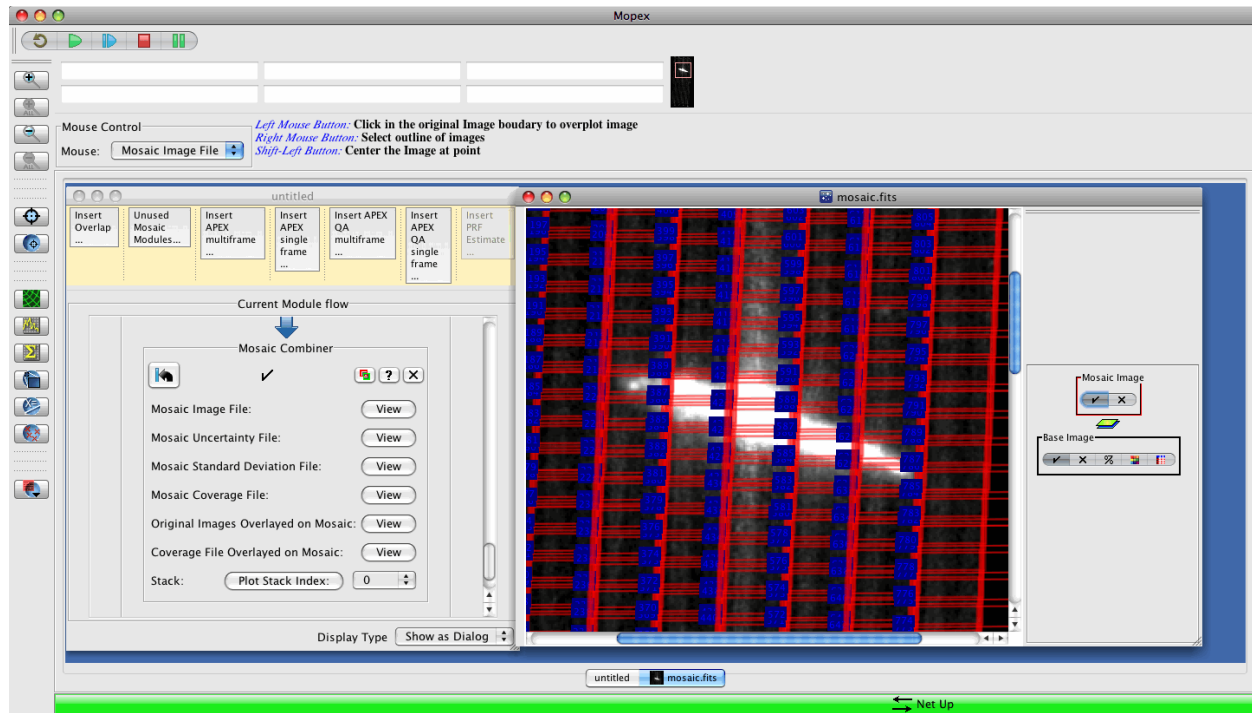 Mopex
Left Mouse Button: Click in the original Image boudary to overplot image
Mouse Control
Right Mouse Button: Select outline of images
Mouse: Mosaic Image File
Shift-Left Button: Center the Image at point
untitled
mosaic.fits
Insert
Overlap
...
Unused
Mosaic
Modules...
Insert
APEX
multiframe
...
Insert
APEX
single
frame
...
Insert APEX
QA
multiframe
...
Insert
APEX
QA
single
frame
...
Insert
PRF
Estimate
...
Current Module flow
Mosaic Combiner
Mosaic Image File: View
Mosaic Uncertainty File: View
Mosaic Standard Deviation File: View
Mosaic Coverage File: View
Original Images Overlayed on Mosaic: View
Coverage File Overlayed on Mosaic: View
Stack: Plot Stack Index: 0
Display Type Show as Dialog
Mosaic Image
Base Image
%
untitled
mosaic.fits
Net Up